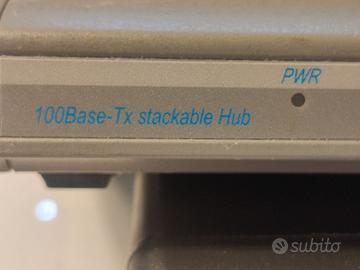 PWR
100Base-Tx stackable Hub
subito